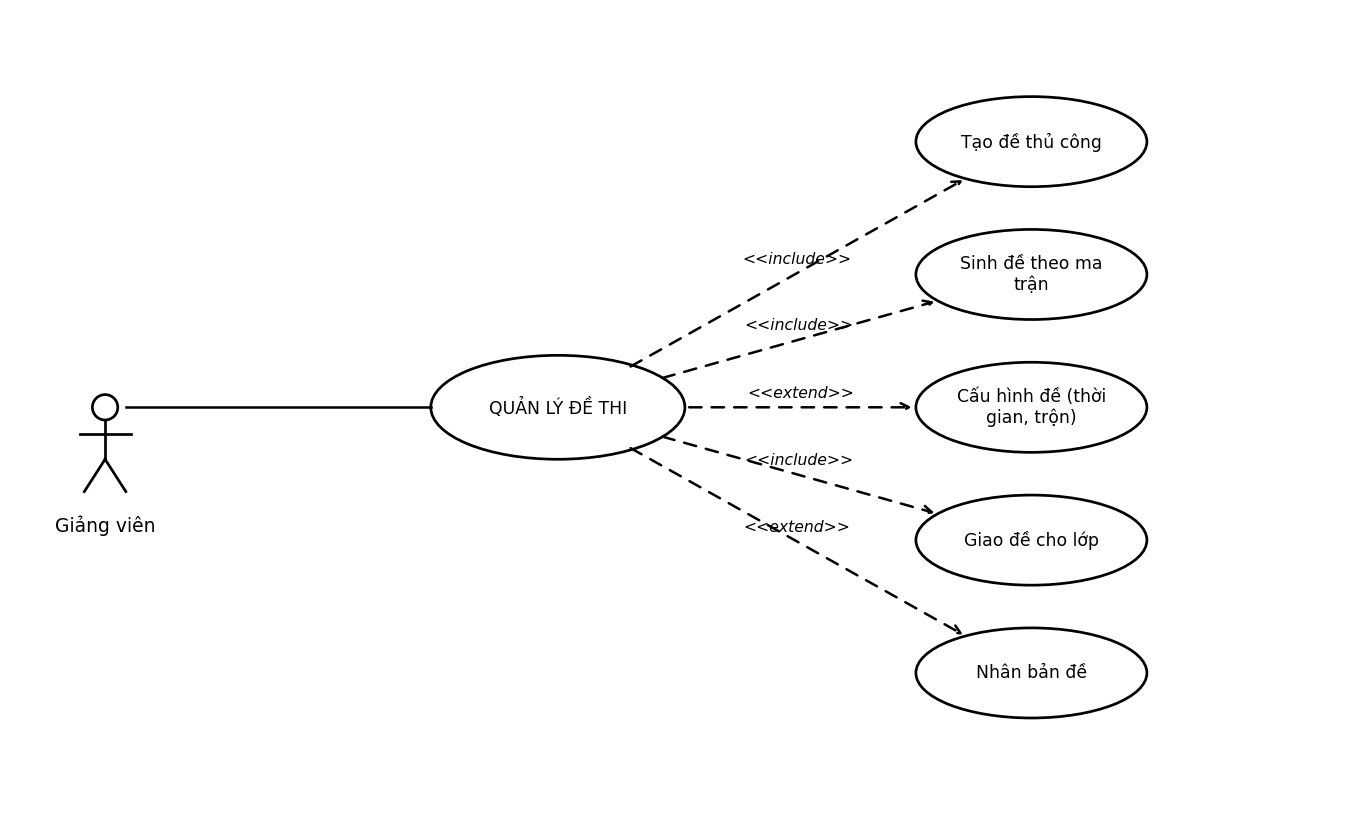 Tạo đề thủ công
<<include>>
Sinh đề theo ma
trận
<<include>>
<<extend>>
Cấu hình đề (thời
gian, trộn)
QUẢN LÝ ĐỀ THI
<<include>>
Giảng viên
<<extend>>
Giao đề cho lớp
Nhân bản đề